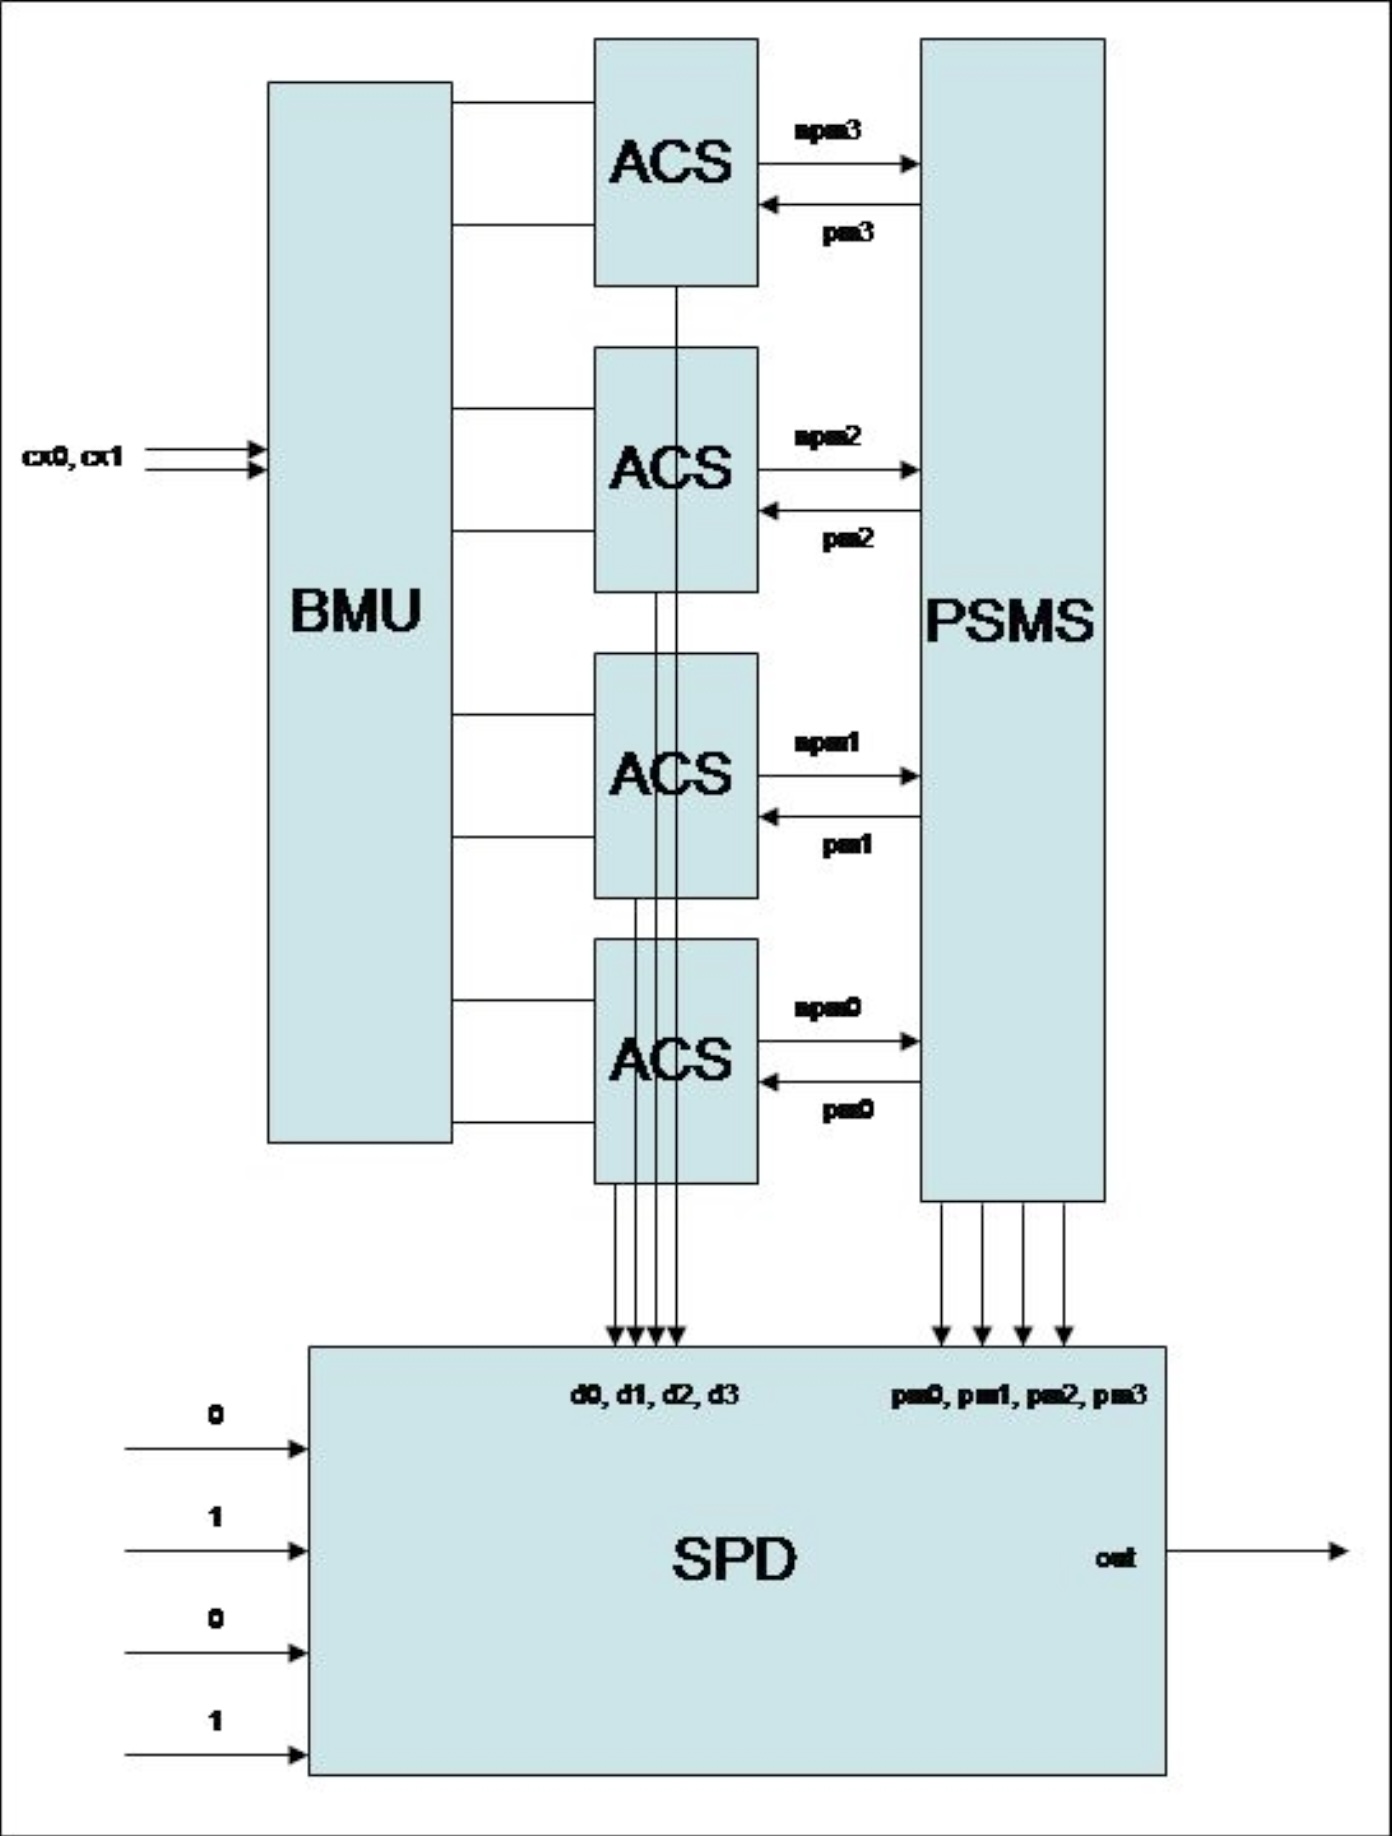 ACS
npm3
pm3
cx0, cx1
ACS
npm2
pm2
BMU
PSMS
ACS
npm1
pm1
ACS
npm0
pm0
d0, d1, d2, d3
pm0, pm1, pm2, pm3
0
1
SPD
out
0
1